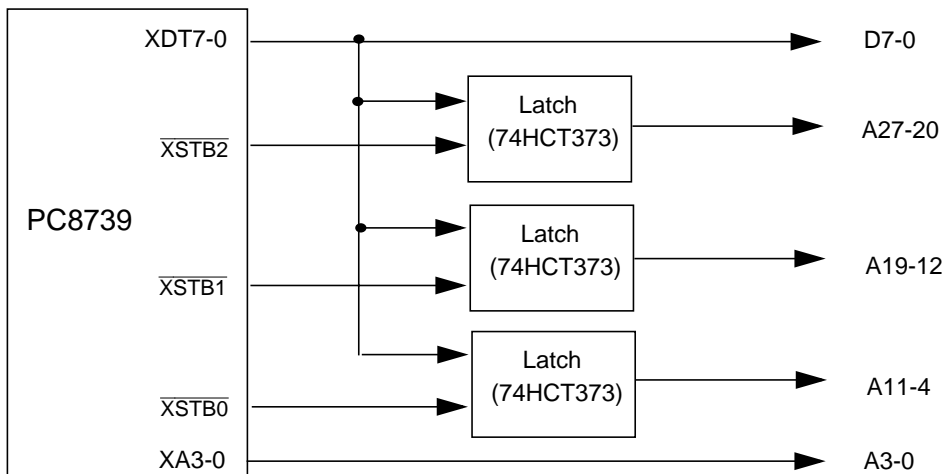 XDT7-0
D7-0
Latch
(74HCT373)
A27-20
XSTB2
PC8739
Latch
(74HCT373)
A19-12
XSTB1
Latch
(74HCT373)
A11-4
XSTB0
XA3-0
A3-0